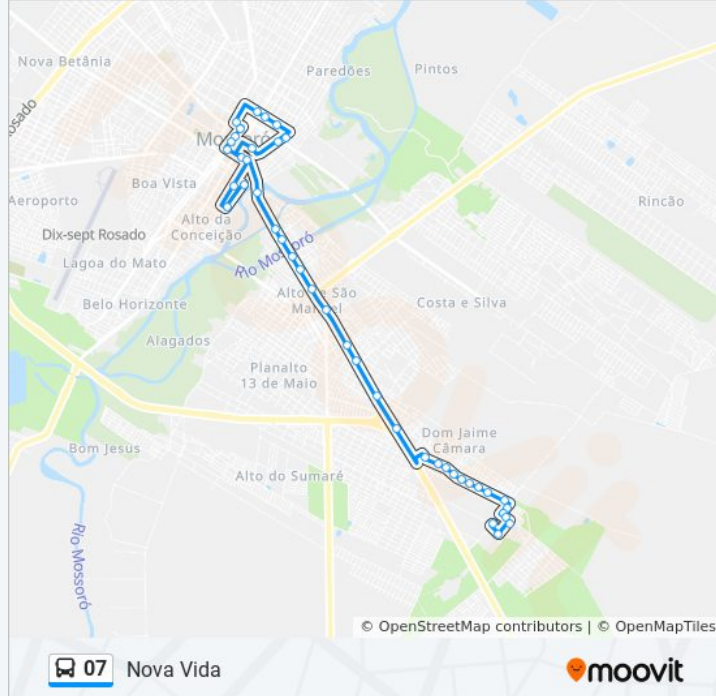 Nova Betânia
Paredões
Pintos
Rosado
Mossoró
Boa Vista
Aeroporto
Rincão
Alto da
Conceição
Dix-sept Rosado
Rio Mossoró
Lagoa do Mato
Alto de São
Manoel
Costa e Silva
Belo Horizonte
Alagados
Planalto
13 de Maio
Dom Jaime
Câmara
Bom Jesus
Alto do Sumaré
Rio Mossoró
© OpenStreetMap contributors | © OpenMapTiles
07 Nova Vida
moovit